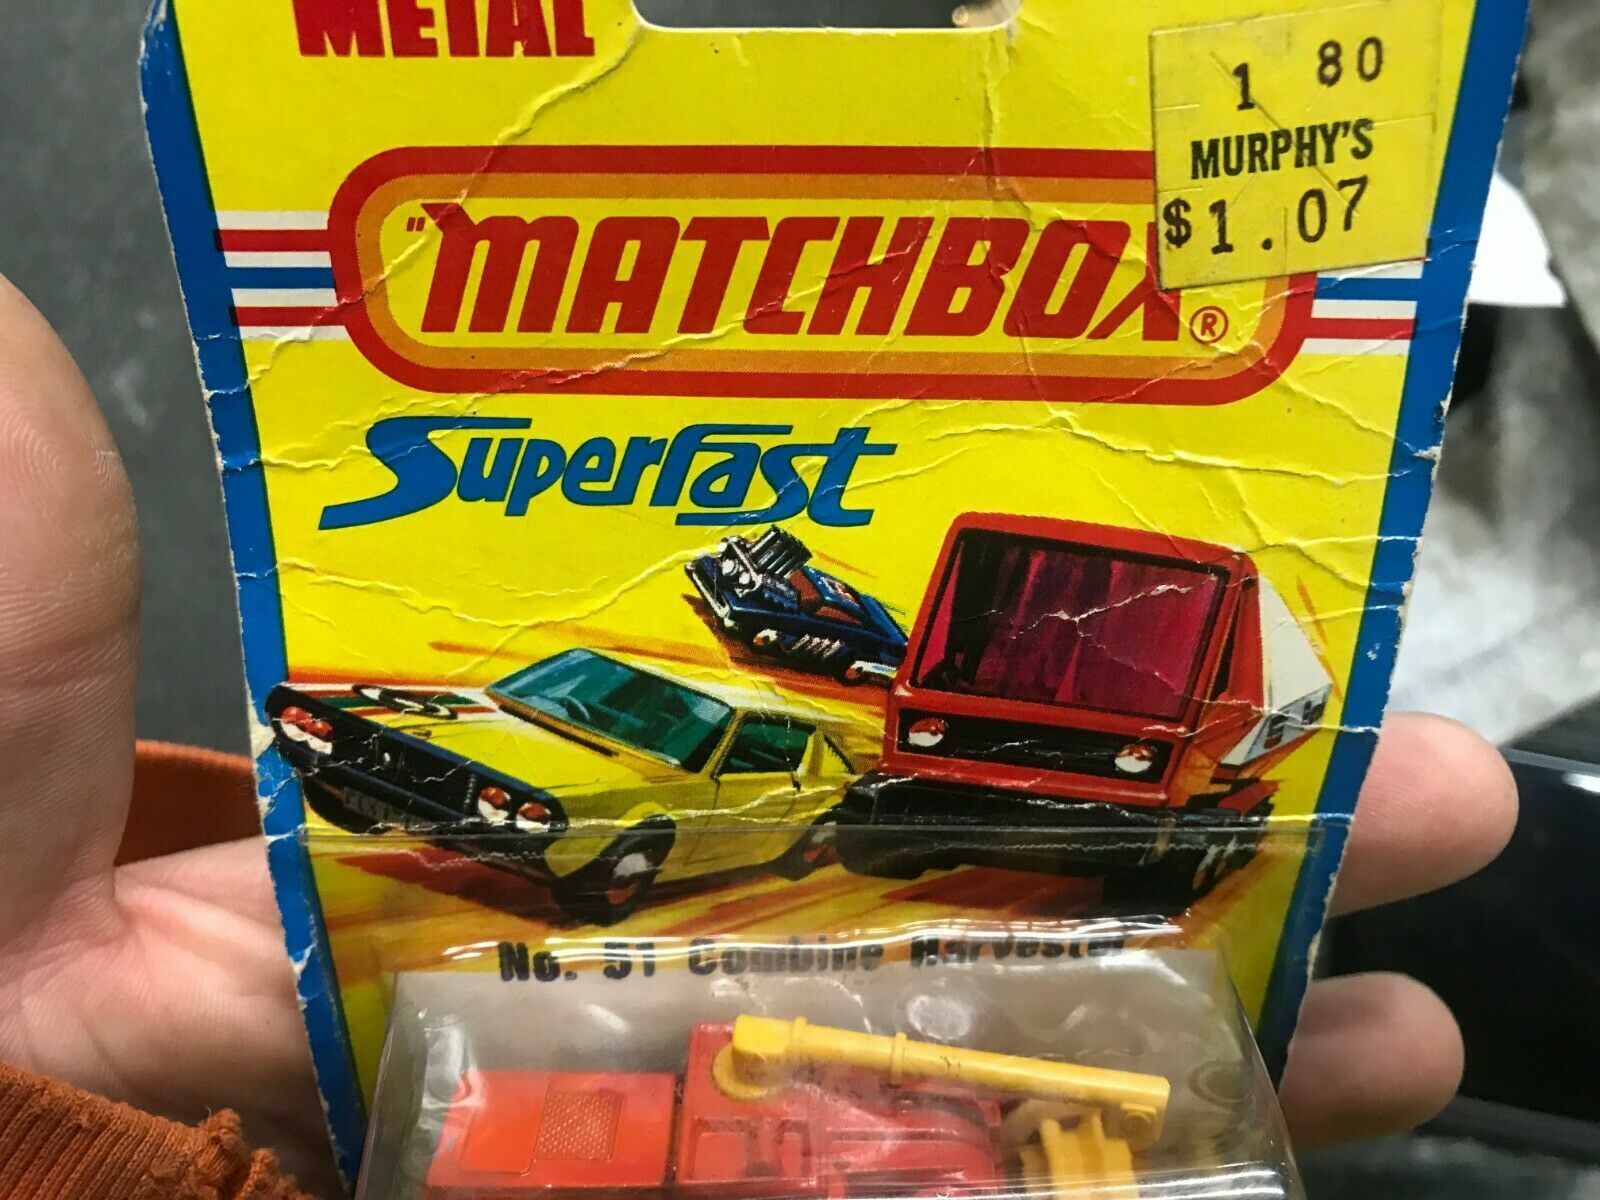 METAL
1 80
MURPHY'S
$1.07
"MATCHBOX®
Superfast
No. 51 Combine Harvester